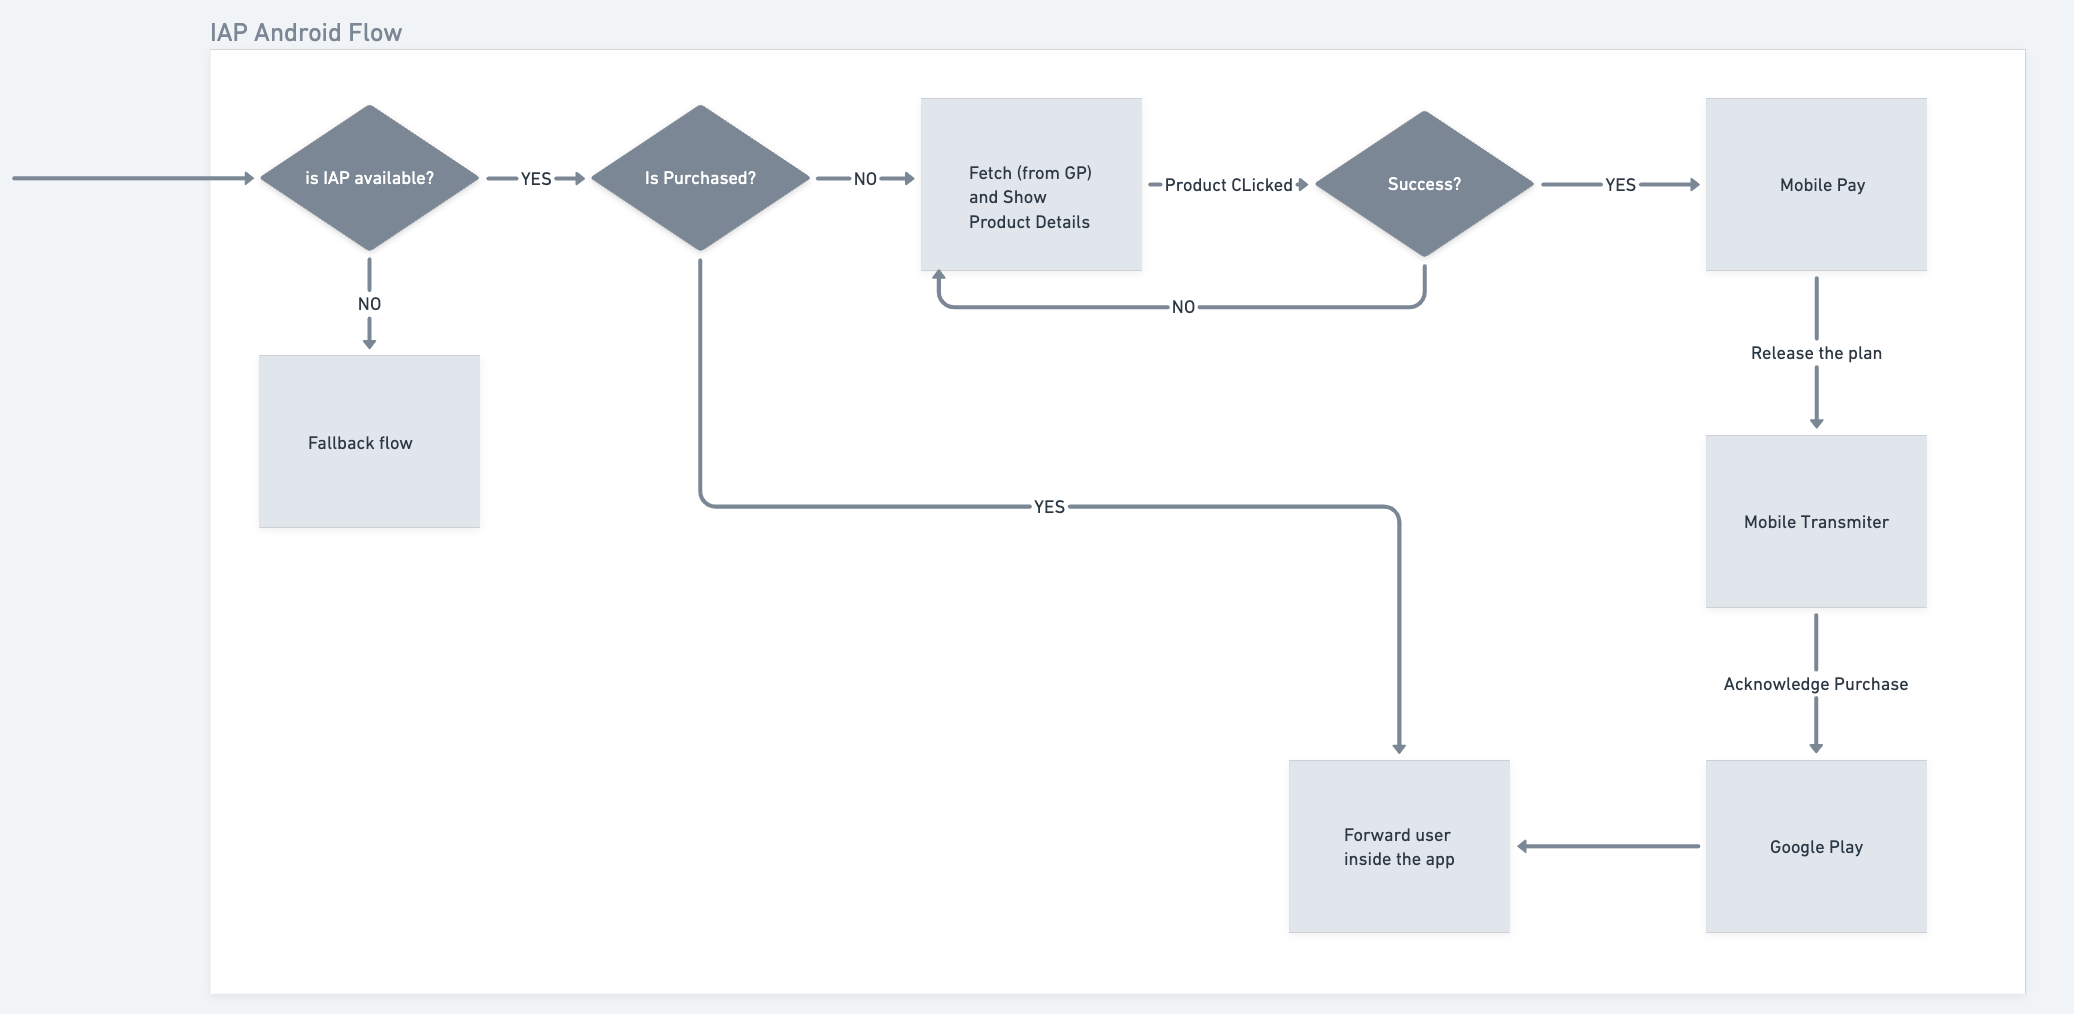 IAP Android Flow
is IAP available?
YES
Is Purchased?
NO
Fetch (from GP)
and Show
Product Details
Product CLicked
Success?
YES
Mobile Pay
NO
NO
Release the plan
Fallback flow
YES
Mobile Transmiter
Acknowledge Purchase
Forward user
inside the app
Google Play